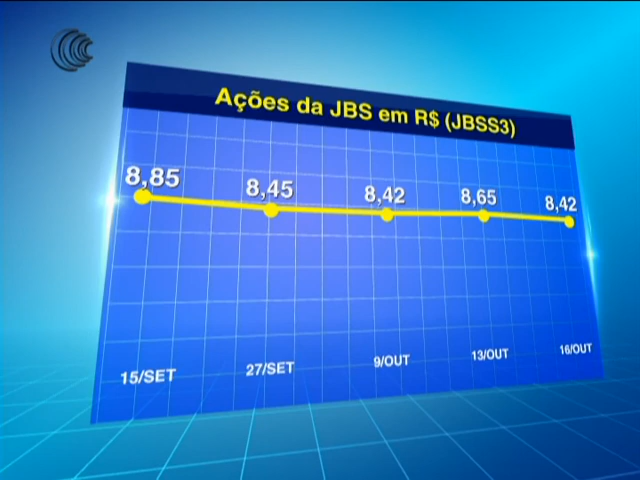 Ações da JBS em R$ (JBSS3)
8,85 8,45 8,42 8,65 8,42
15/SET 27/SET 9/OUT 13/OUT 16/OUT